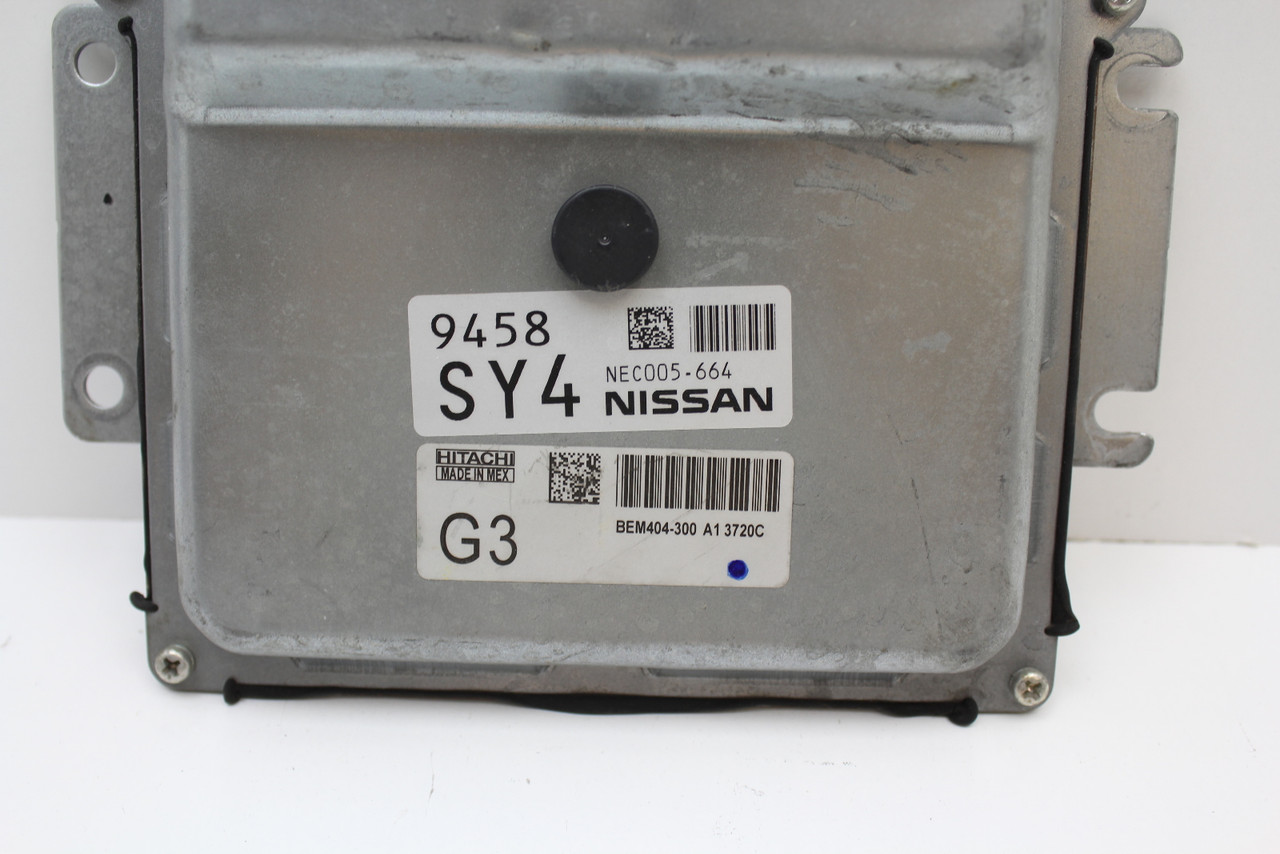 9458
SY4
NEC005-664
NISSAN
HITACHI
MADE IN MEX
G3
BEM404-300 A1 3720C